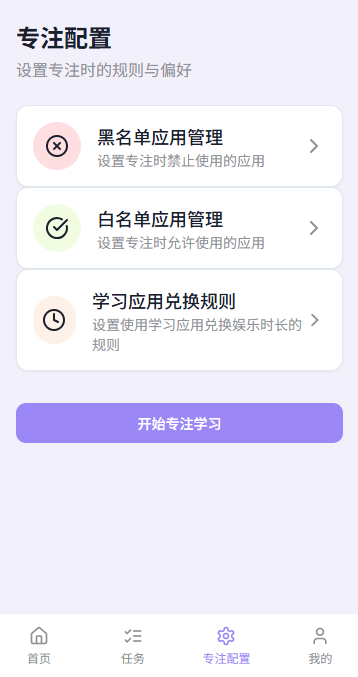 专注配置
设置专注时的规则与偏好
黑名单应用管理
设置专注时禁止使用的应用
白名单应用管理
设置专注时允许使用的应用
学习应用兑换规则
设置使用学习应用兑换娱乐时长的
规则
开始专注学习
首页
任务
专注配置
我的